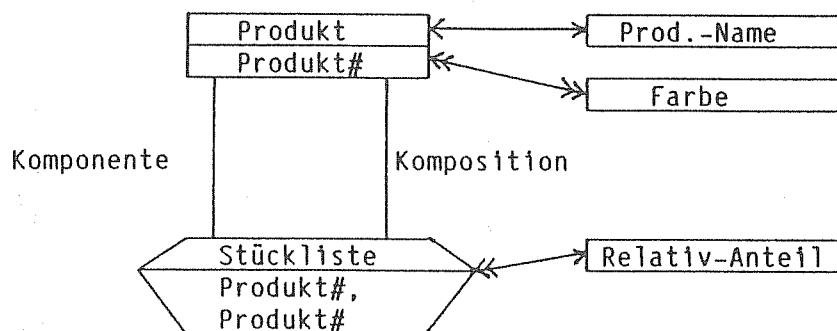 Produkt
Prod.-Name
Produkt#
Farbe
Komponente
Komposition
Stückliste
Relativ-Anteil
Produkt#,
Produkt#